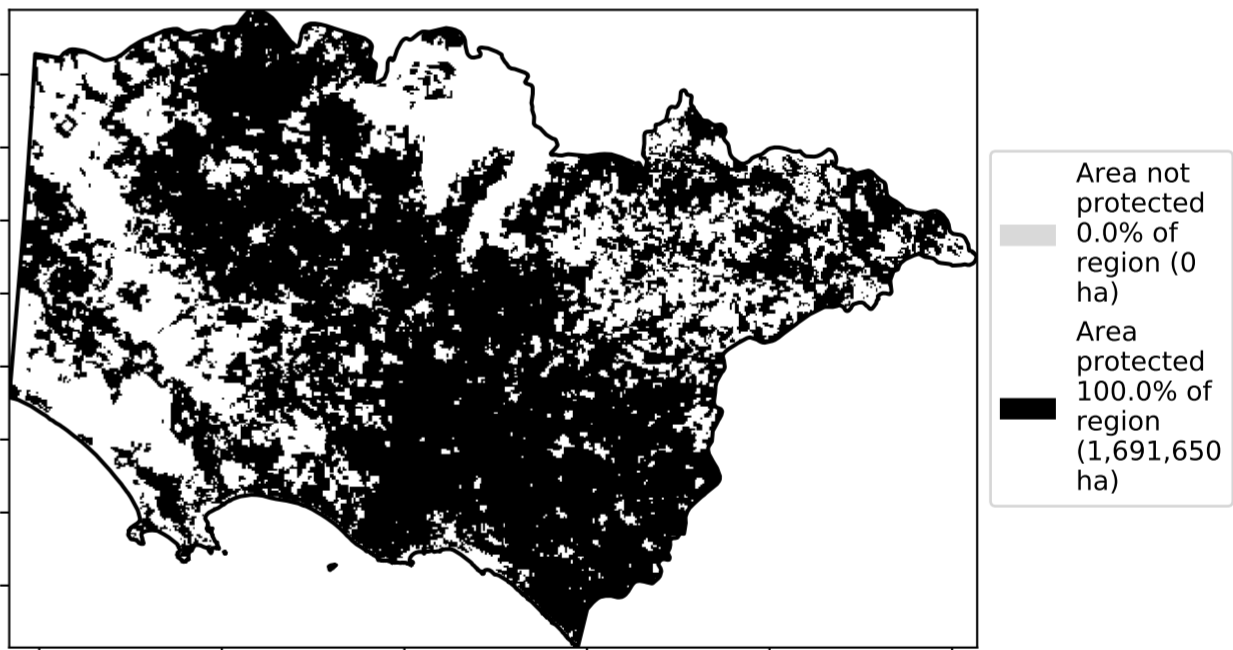 Area not
protected
0.0% of
region (0
ha)
Area
protected
100.0% of
region
(1,691,650
ha)